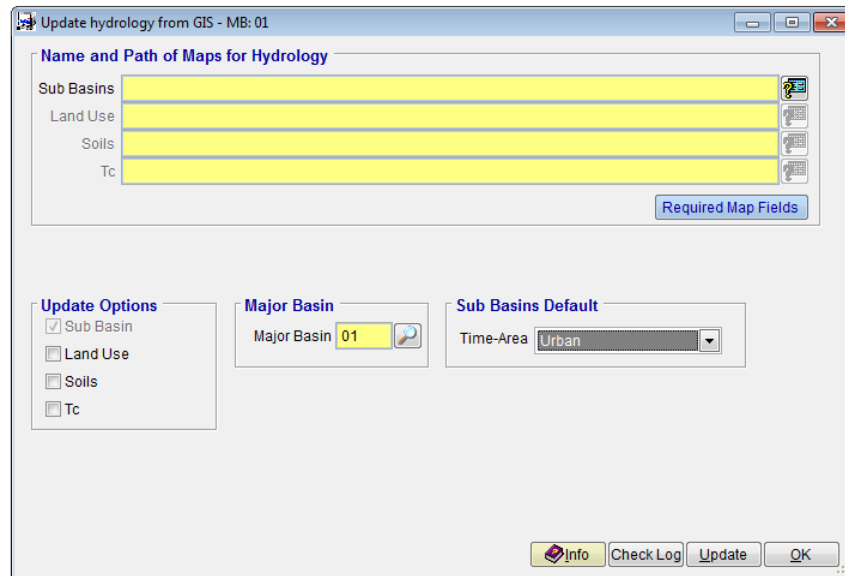 Update hydrology from GIS - MB: 01
Name and Path of Maps for Hydrology
Sub Basins
Land Use
Soils
Tc
Required Map Fields
Update Options
Sub Basin
Land Use
Soils
Tc
Major Basin
Major Basin 01
Sub Basins Default
Time-Area Urban
Info Check Log Update OK